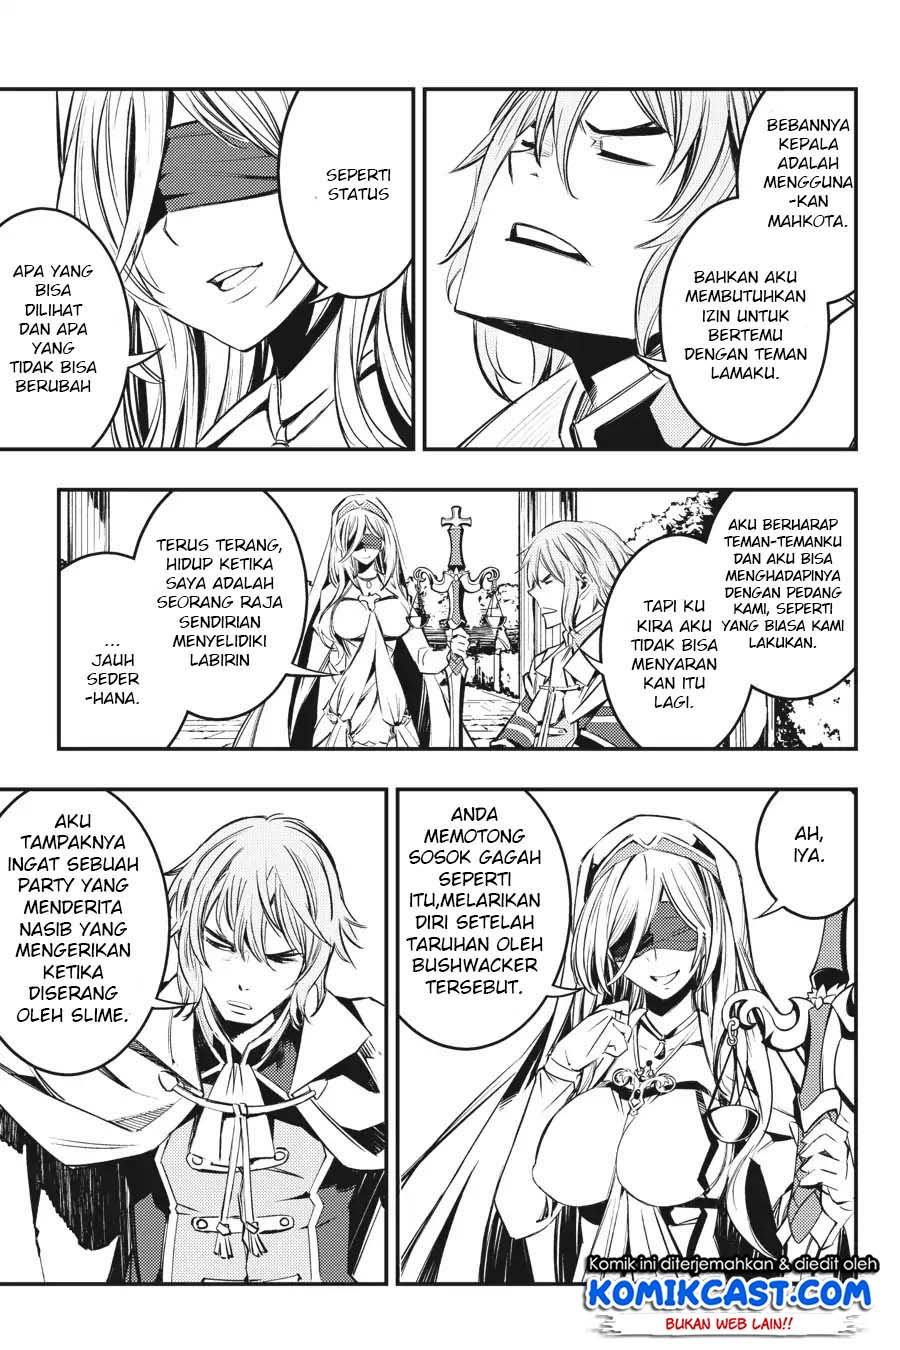 BEBANNYA
KEPALA
ADALAH
MENGGUNA
-KAN
MAHKOTA.
BAHKAN AKU
MEMBUTUHKAN
IZIN UNTUK
BERTEMU
DENGAN TEMAN
LAMAKU.
SEPERTI
STATUS
APA YANG
BISA
DILIHAT
DAN APA
YANG
TIDAK BISA
BERUBAH
AKU BERHARAP
TEMAN-TEMANKU
DAN AKU BISA
MENGHADAPINYA
DENGAN PEDANG
KAMI, SEPERTI
YANG BIASA KAMI
LAKUKAN.
TAPI KU
KIRA AKU
TIDAK BISA
MENYARAN
KAN ITU
LAGI.
TERUS TERANG,
HIDUP KETIKA
SAYA ADALAH
SEORANG RAJA
SENDIRIAN
MENYELIDIKI
LABIRIN
...
JAUH
SEDER
-HANA.
AH,
IYA.
ANDA
MEMOTONG
SOSOK GAGAH
SEPERTI
ITU,MELARIKAN
DIRI SETELAH
TARUHAN OLEH
BUSHWACKER
TERSEBUT.
AKU
TAMPAKNYA
INGAT SEBUAH
PARTY YANG
MENDERITA
NASIB YANG
MENGERIKAN
KETIKA
DISERANG
OLEH SLIME.
Komik ini diterjemahkan & diedit oleh
KOMIKCAST.COM
BUKAN WEB LAIN!!